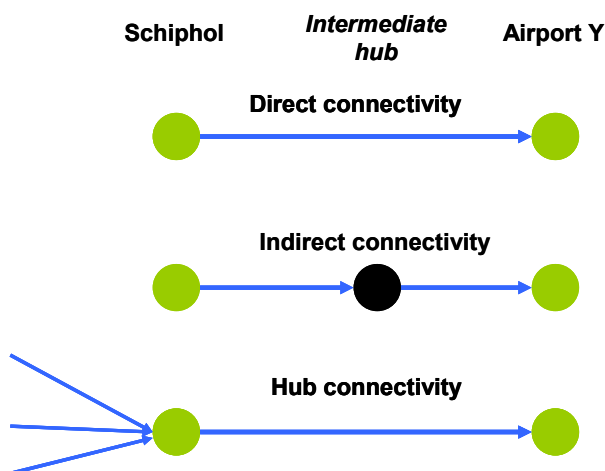 Schiphol
Intermediate
hub
Airport Y
Direct connectivity
Indirect connectivity
Hub connectivity